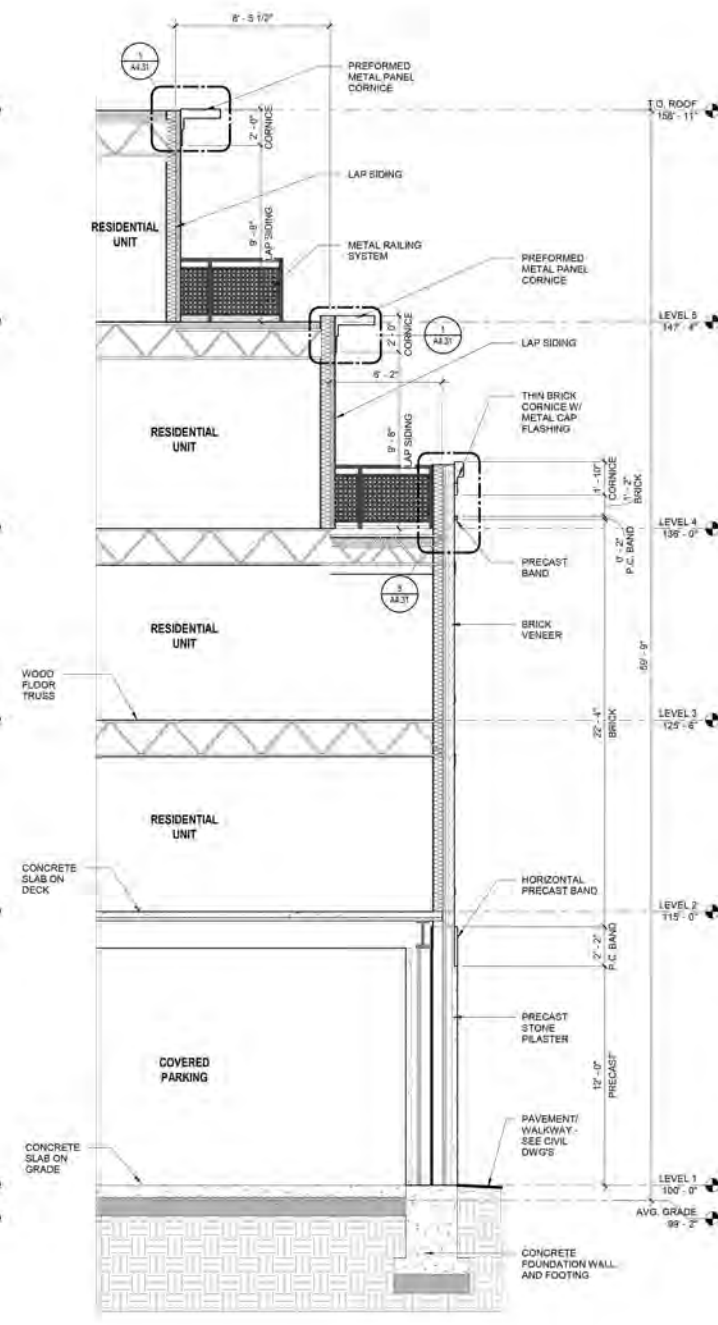 8' - 5 1/2"
1
A4.31
PREFORMED
METAL PANEL
CORNICE
T.O. ROOF
158' - 11"
2' - 0"
CORNICE
LAP SIDING
RESIDENTIAL
UNIT
9' - 8"
LAP SIDING
METAL RAILING
SYSTEM
PREFORMED
METAL PANEL
CORNICE
LEVEL 5
147' - 4"
2' - 0"
CORNICE
1
A4.31
LAP SIDING
6' - 2"
THIN BRICK
CORNICE W/
METAL CAP
FLASHING
RESIDENTIAL
UNIT
9' - 8"
LAP SIDING
1' - 10"
CORNICE
1' - 2"
BRICK
LEVEL 4
136' - 0"
0' - 2"
P.C. BAND
PRECAST
BAND
3
A4.31
RESIDENTIAL
UNIT
BRICK
VENEER
59' - 9"
WOOD
FLOOR
TRUSS
22' - 4"
BRICK
LEVEL 3
125' - 6"
RESIDENTIAL
UNIT
CONCRETE
SLAB ON
DECK
HORIZONTAL
PRECAST BAND
LEVEL 2
115' - 0"
2' - 2"
P.C. BAND
PRECAST
STONE
PILASTER
COVERED
PARKING
12' - 0"
PRECAST
PAVEMENT/
WALKWAY -
SEE CIVIL
DWG'S
CONCRETE
SLAB ON
GRADE
LEVEL 1
100' - 0"
AVG. GRADE
99' - 2"
CONCRETE
FOUNDATION WALL
AND FOOTING